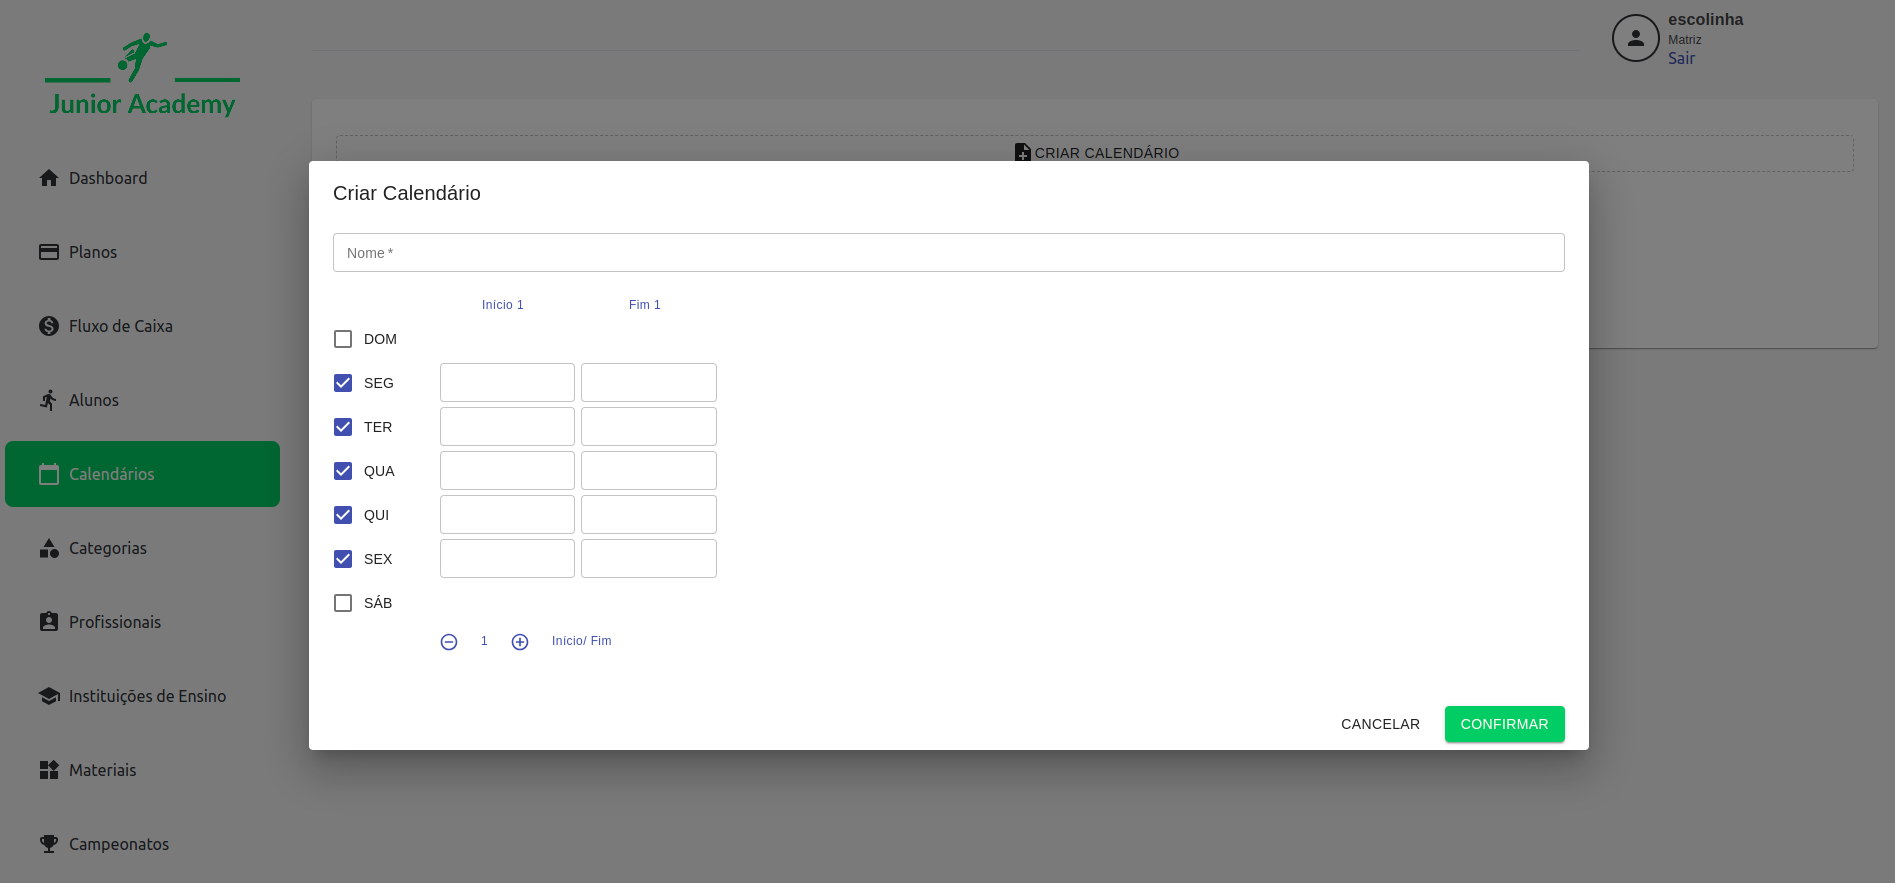 Junior Academy
Dashboard
Planos
Fluxo de Caixa
Alunos
Calendários
Categorias
Profissionais
Instituições de Ensino
Materiais
Campeonatos
escolinha
Matriz
Sair
CRIAR CALENDÁRIO
Criar Calendário
Nome *
Início 1 Fim 1
DOM
SEG
TER
QUA
QUI
SEX
SÁB
1 Início/ Fim
CANCELAR CONFIRMAR